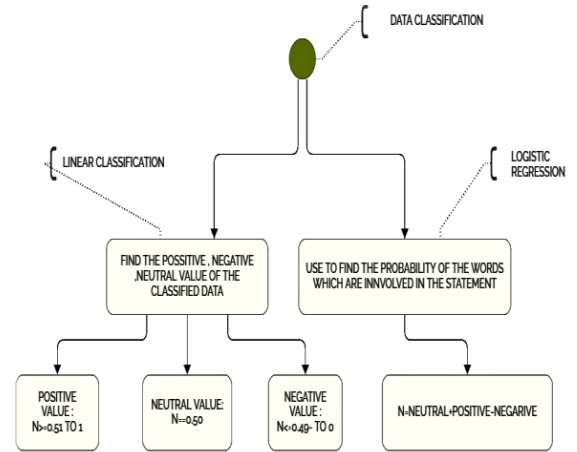 DATA CLASSIFICATION
LINEAR CLASSIFICATION
LOGISTIC
REGRESSION
FIND THE POSSITIVE , NEGATIVE
,NEUTRAL VALUE OF THE
CLASSIFIED DATA
USE TO FIND THE PROBABILITY OF THE WORDS
WHICH ARE INNVOLVED IN THE STATEMENT
POSITIVE
VALUE :
N>=0.51 TO 1
NEUTRAL VALUE:
N==0.50
NEGATIVE
VALUE :
N<=0.49- TO 0
N=NEUTRAL+POSITIVE-NEGARIVE